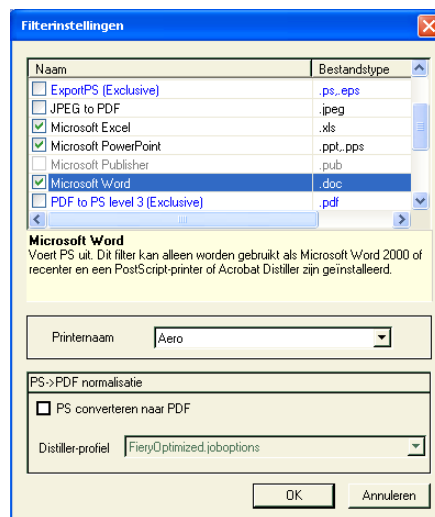 Filterinstellingen
Naam Bestandstype
ExportPS (Exclusive) .ps,.eps
JPEG to PDF .jpeg
Microsoft Excel .xls
Microsoft PowerPoint .ppt,.pps
Microsoft Publisher .pub
Microsoft Word .doc
PDF to PS level 3 (Exclusive) .pdf
Microsoft Word
Voert PS uit. Dit filter kan alleen worden gebruikt als Microsoft Word 2000 of
recenter en een PostScript-printer of Acrobat Distiller zijn geïnstalleerd.
Printernaam Aero
PS->PDF normalisatie
PS converteren naar PDF
Distiller-profiel FieryOptimized.joboptions
OK Annuleren